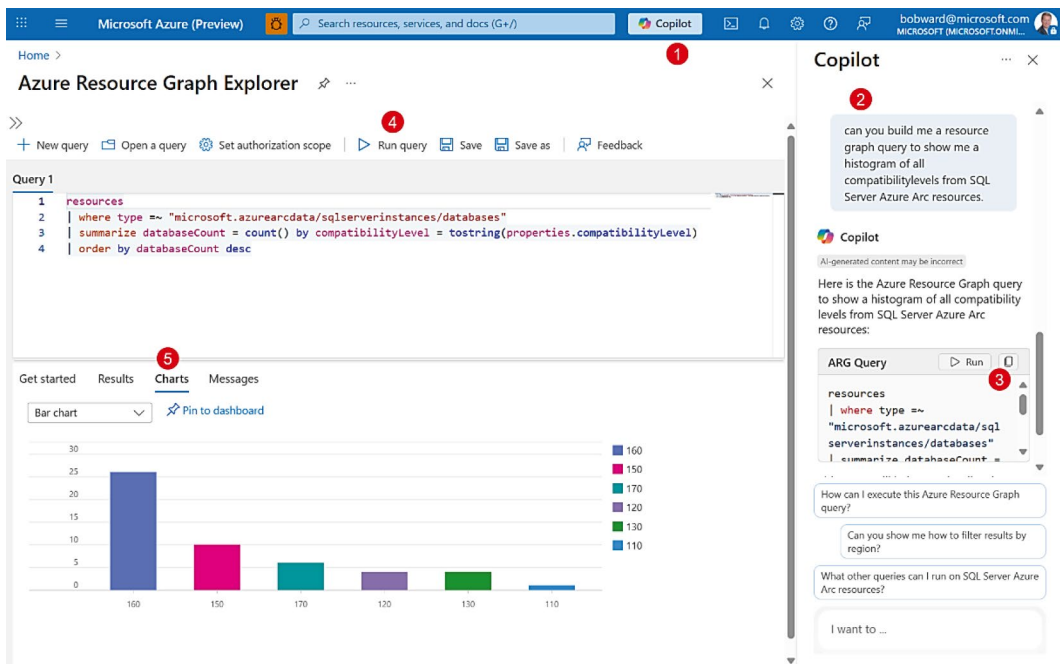 Microsoft Azure (Preview)
Search resources, services, and docs (G+/)
Copilot
bobward@microsoft.com
MICROSOFT (MICROSOFT.ONMI...
1
Home >
Azure Resource Graph Explorer
...
4
New query
Open a query
Set authorization scope
Run query
Save
Save as
Feedback
Query 1
1 resources
2 | where type =~ "microsoft.azurearcdata/sqlserverinstances/databases"
3 | summarize databaseCount = count() by compatibilityLevel = tostring(properties.compatibilityLevel)
4 | order by databaseCount desc
5
Get started
Results
Charts
Messages
Bar chart
Pin to dashboard
30
25
20
15
10
5
0
160
150
170
120
130
110
160
150
170
120
130
110
Copilot
...
2
can you build me a resource
graph query to show me a
histogram of all
compatibilitylevels from SQL
Server Azure Arc resources.
Copilot
AI-generated content may be incorrect
Here is the Azure Resource Graph query
to show a histogram of all compatibility
levels from SQL Server Azure Arc
resources:
ARG Query
Run
3
resources
| where type =~
"microsoft.azurearcdata/sql
serverinstances/databases"
| summarize databaseCount =
How can I execute this Azure Resource Graph
query?
Can you show me how to filter results by
region?
What other queries can I run on SQL Server Azure
Arc resources?
I want to ...